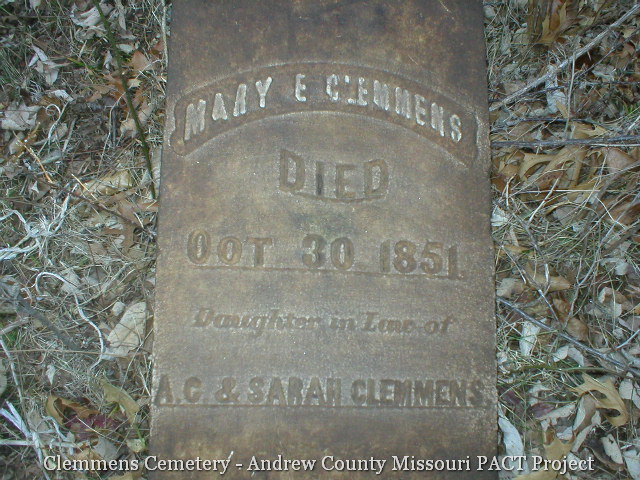 MARY E CLEMMENS
DIED
OCT 30 1851
Daughter in Law of
A.C & SARAH CLEMMENS.
Clemmens Cemetery - Andrew County Missouri PACT Project